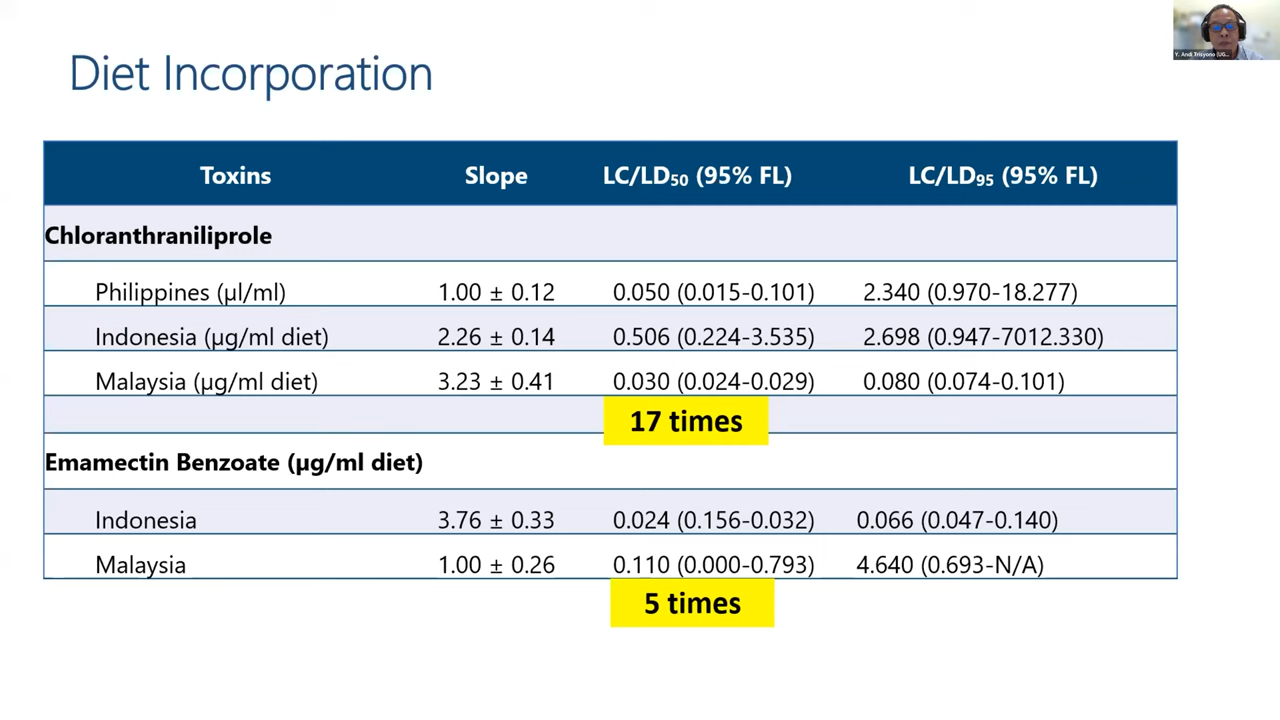 Y. Andi Trisyono (UG...
Diet Incorporation
Toxins Slope LC/LD₅₀ (95% FL) LC/LD₉₅ (95% FL)
Chloranthraniliprole
Philippines (µl/ml) 1.00 ± 0.12 0.050 (0.015-0.101) 2.340 (0.970-18.277)
Indonesia (µg/ml diet) 2.26 ± 0.14 0.506 (0.224-3.535) 2.698 (0.947-7012.330)
Malaysia (µg/ml diet) 3.23 ± 0.41 0.030 (0.024-0.029) 0.080 (0.074-0.101)
17 times
Emamectin Benzoate (µg/ml diet)
Indonesia 3.76 ± 0.33 0.024 (0.156-0.032) 0.066 (0.047-0.140)
Malaysia 1.00 ± 0.26 0.110 (0.000-0.793) 4.640 (0.693-N/A)
5 times